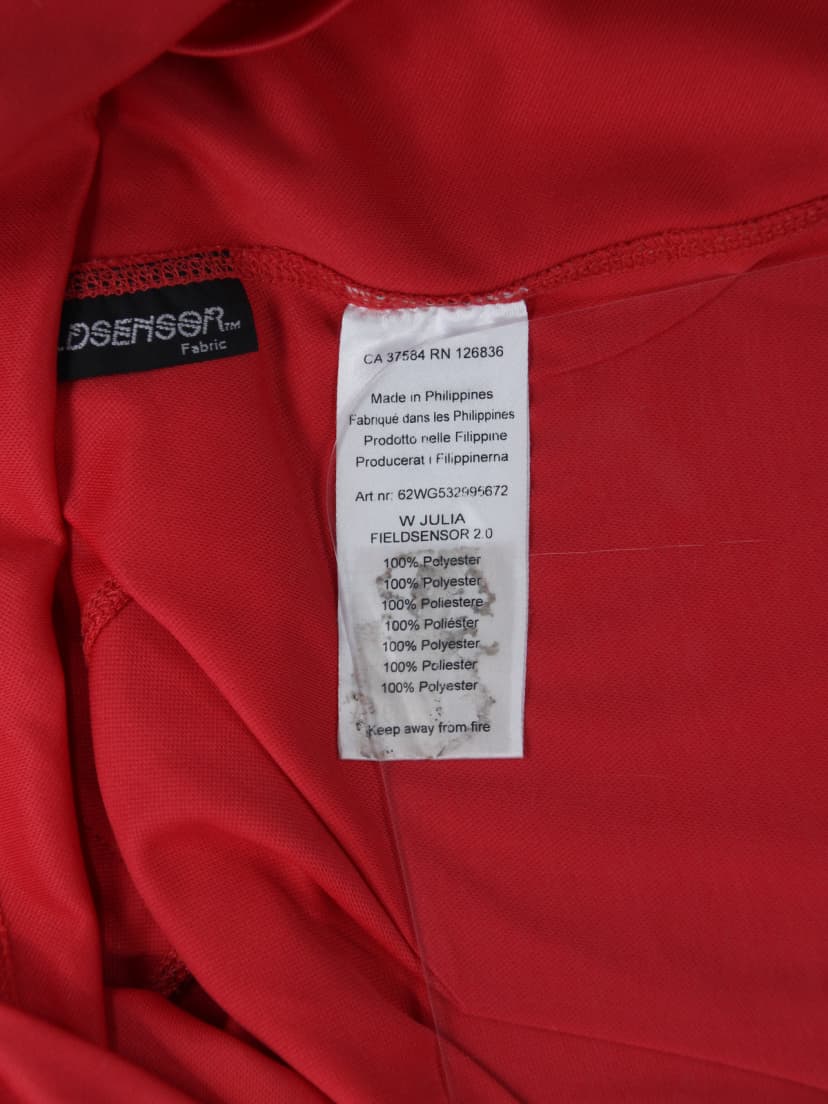 LDSENSOR™
Fabric
CA 37584 RN 126836
Made in Philippines
Fabriqué dans les Philippines
Prodotto nelle Filippine
Producerat i Filippinerna
Art nr: 62WG532995672
W JULIA
FIELDSENSOR 2.0
100% Polyester
100% Polyester
100% Poliestere
100% Poliéster
100% Polyester
100% Poliester
100% Polyester
Keep away from fire